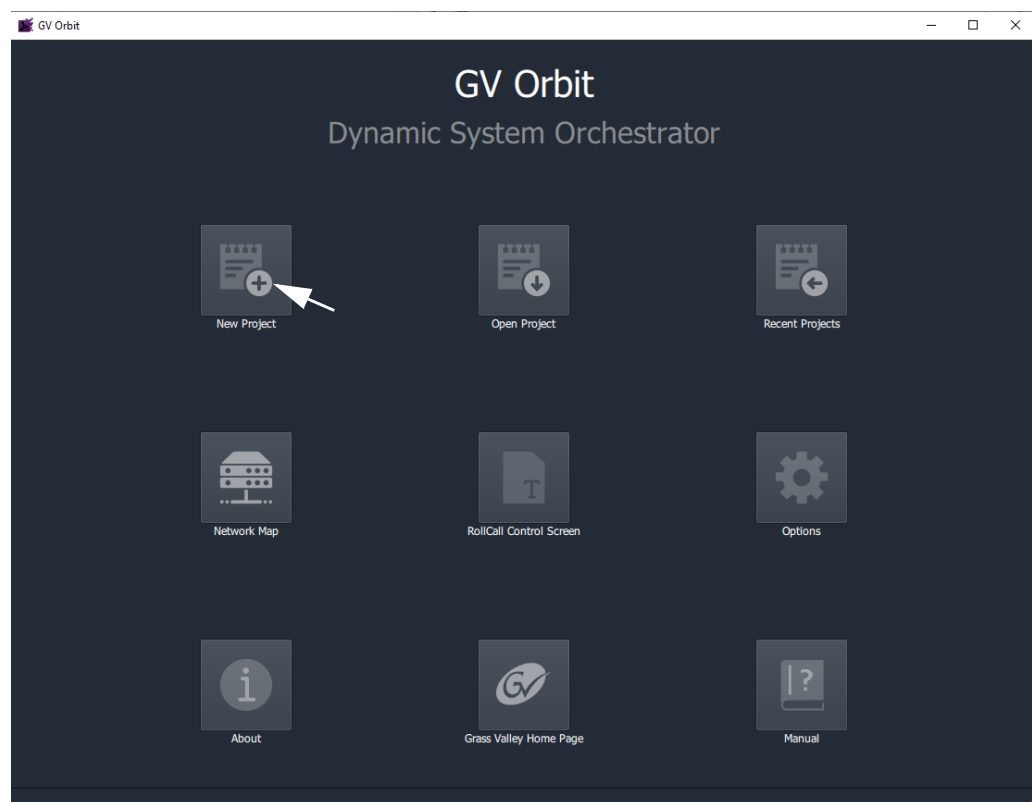 GV Orbit
GV Orbit
Dynamic System Orchestrator
New Project
Open Project
Recent Projects
T
Network Map
RollCall Control Screen
Options
i
GV
?
About
Grass Valley Home Page
Manual